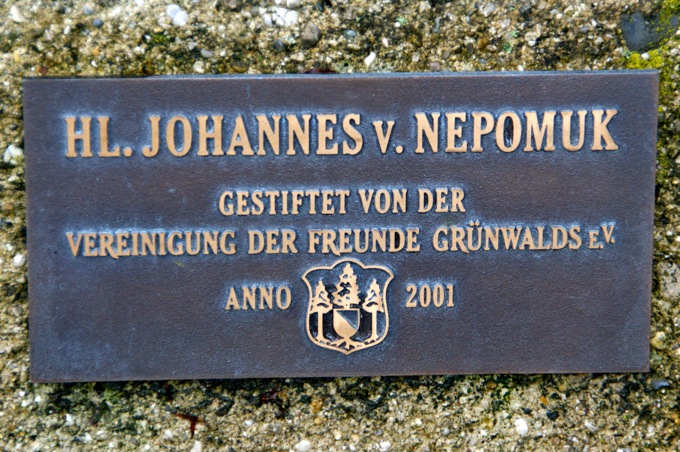 HL. JOHANNES v. NEPOMUK
GESTIFTET VON DER
VEREINIGUNG DER FREUNDE GRÜNWALDS E.V.
ANNO 2001